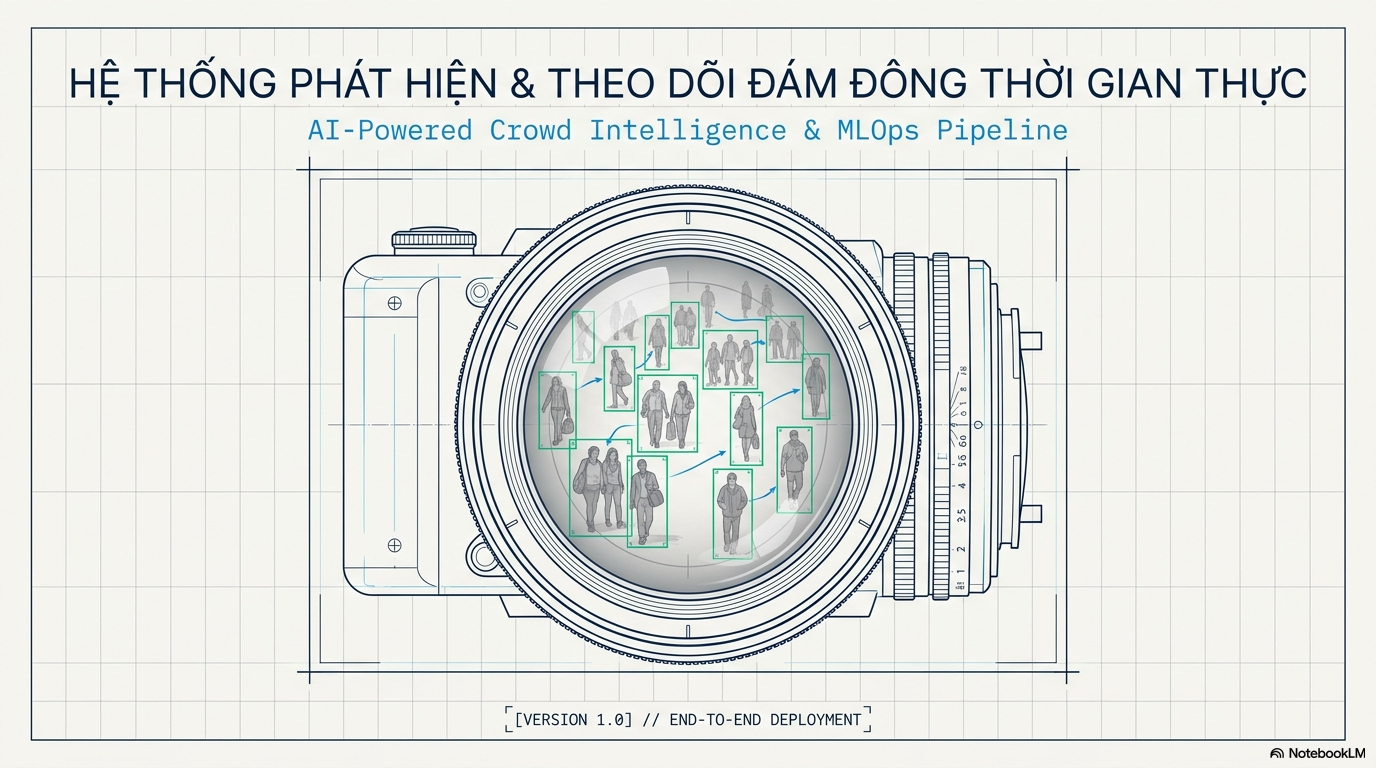 HỆ THỐNG PHÁT HIỆN & THEO DÕI ĐÁM ĐÔNG THỜI GIAN THỰC
AI-Powered Crowd Intelligence & MLOps Pipeline
[VERSION 1.0] // END-TO-END DEPLOYMENT
NotebookLM